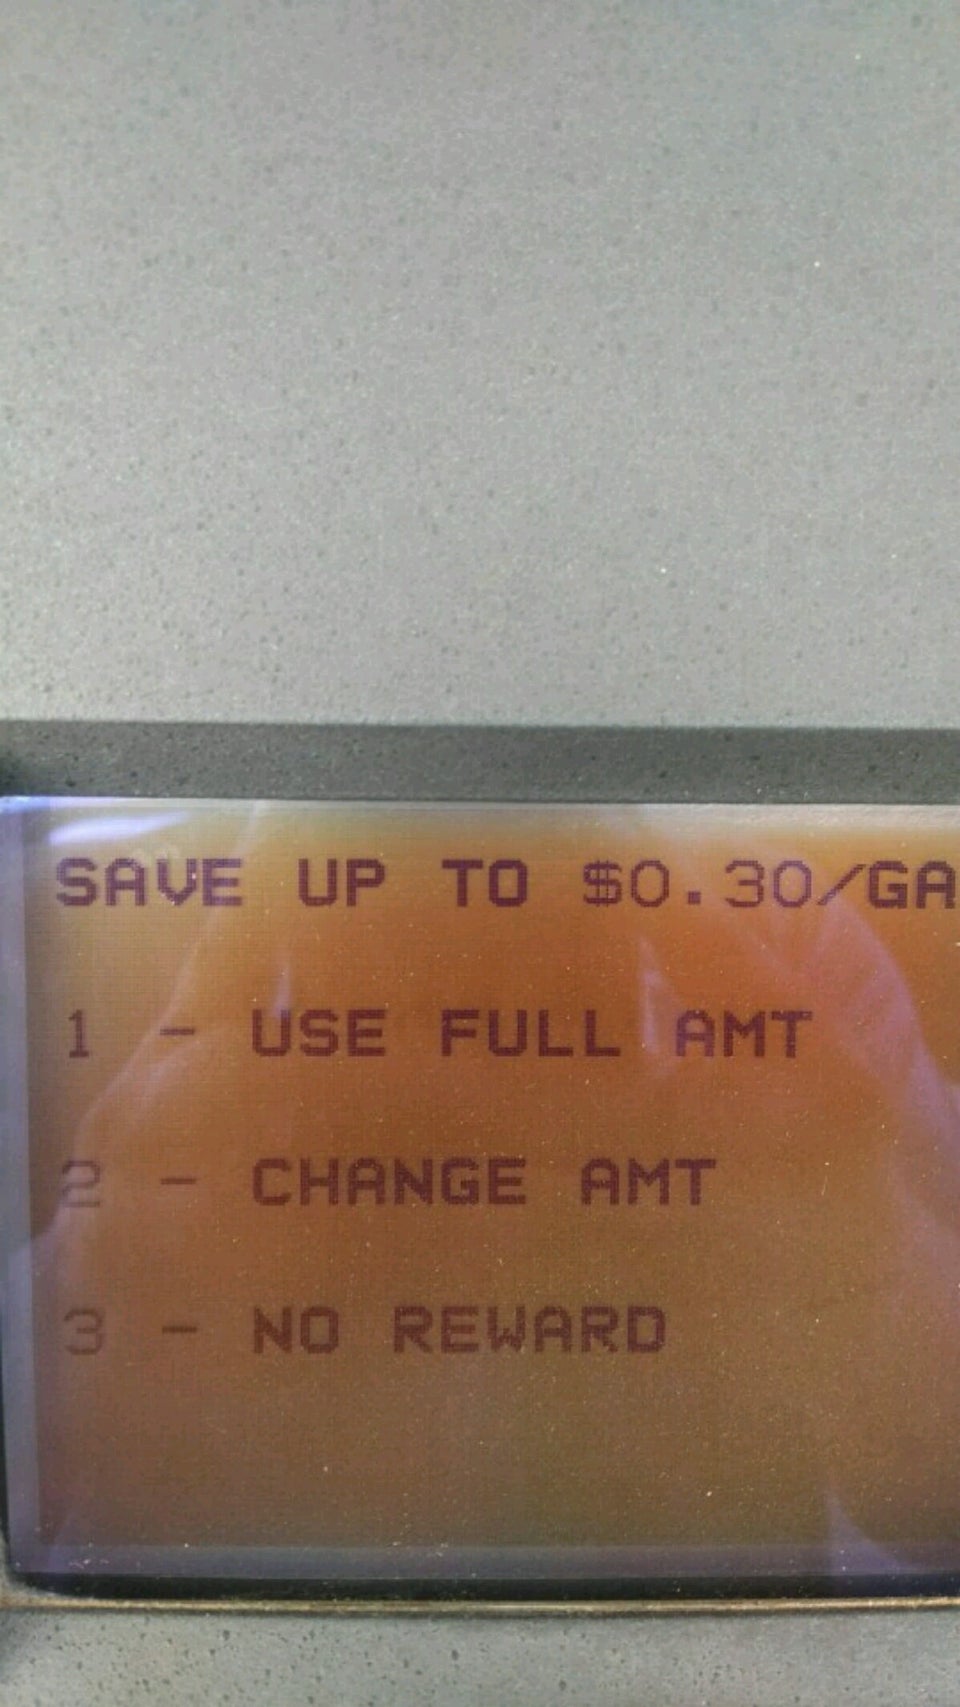 SAVE UP TO $0.30/GA
1 - USE FULL AMT
2 - CHANGE AMT
3 - NO REWARD